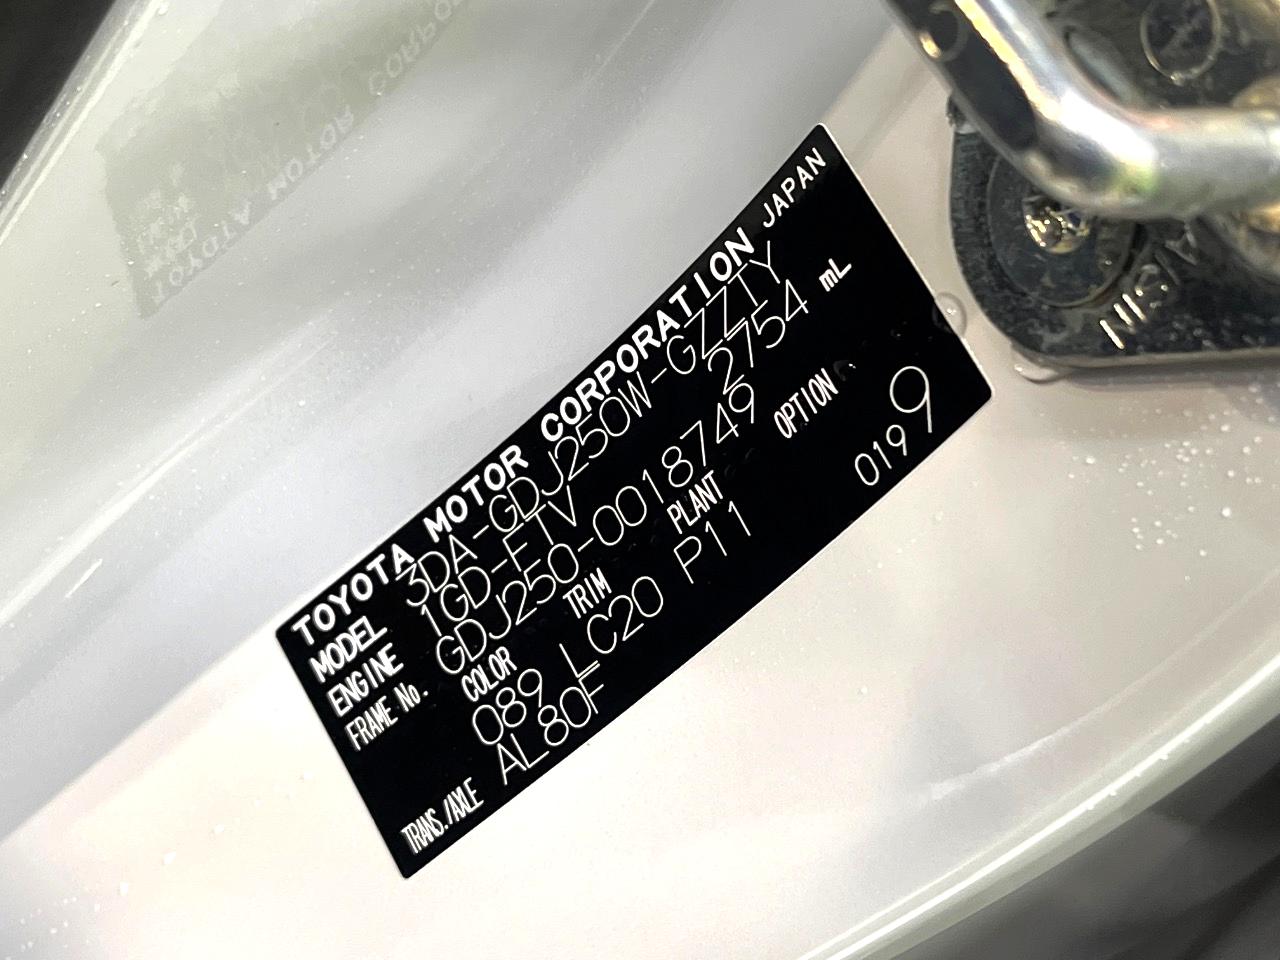 TOYOTA MOTOR CORPORATION JAPAN
MODEL 3DA-GDJ250W-GZZTY
ENGINE 1GD-FTV 2754 mL
FRAME No. GDJ250-0018749
COLOR TRIM PLANT OPTION
089 LC20 P11 0199
TRANS./AXLE AL80F